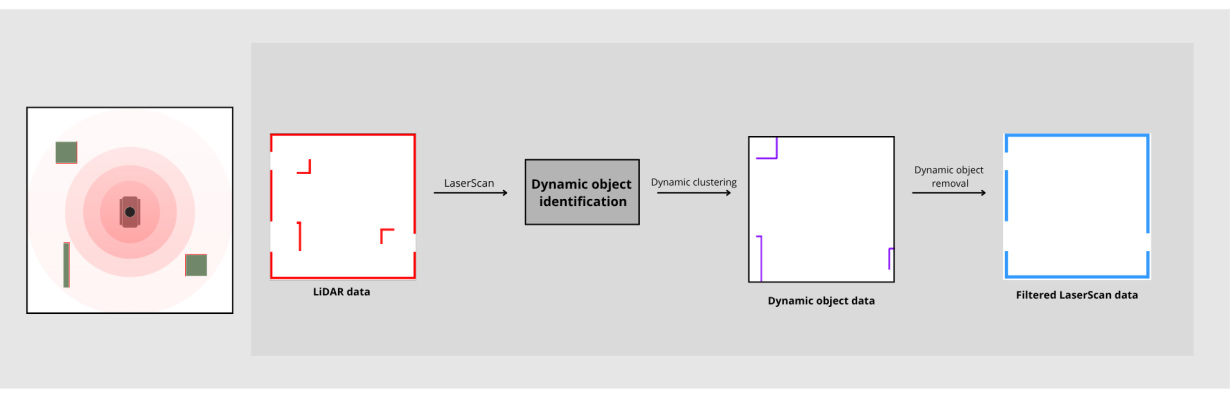 LaserScan
Dynamic object
identification
Dynamic clustering
Dynamic object
removal
LiDAR data
Dynamic object data
Filtered LaserScan data